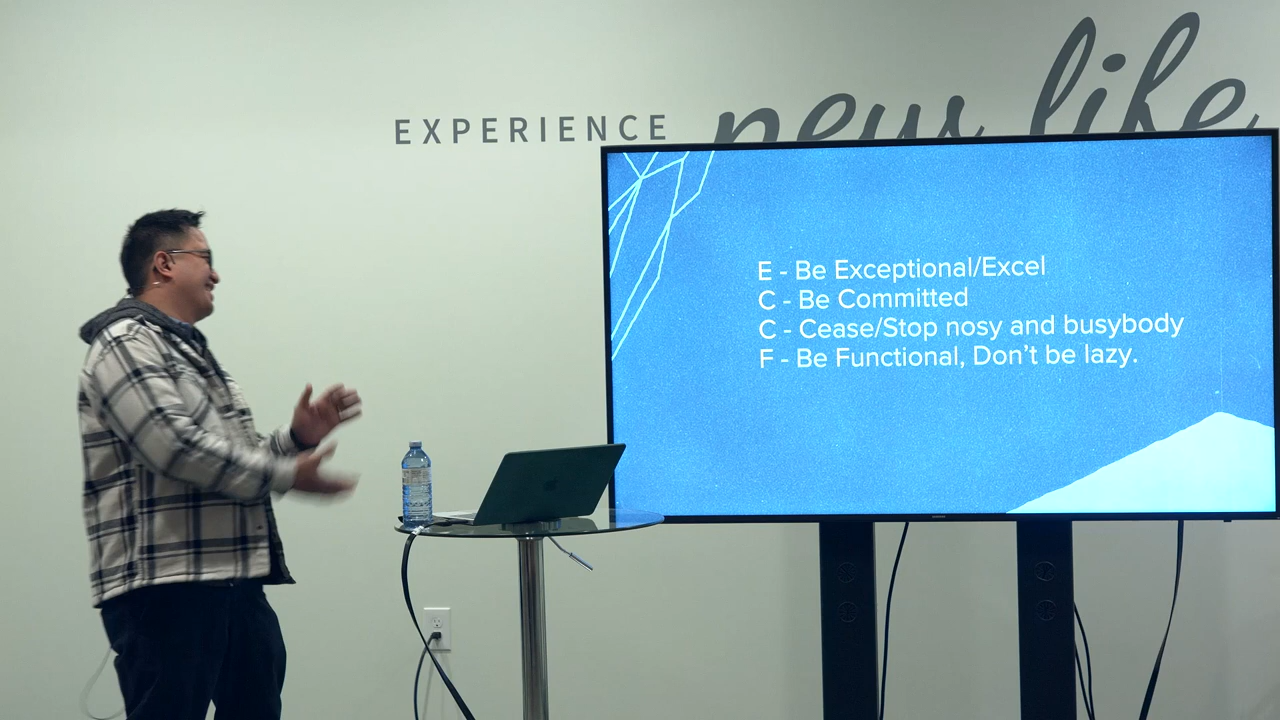 EXPERIENCE new life
E - Be Exceptional/Excel
C - Be Committed
C - Cease/Stop nosy and busybody
F - Be Functional, Don't be lazy.